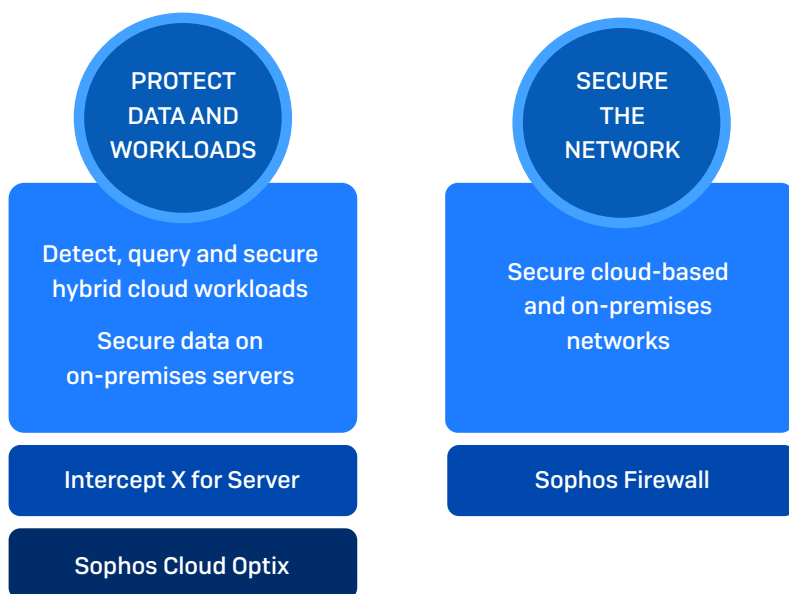 PROTECT
DATA AND
WORKLOADS
Detect, query and secure
hybrid cloud workloads
Secure data on
on-premises servers
Intercept X for Server
Sophos Cloud Optix
SECURE
THE
NETWORK
Secure cloud-based
and on-premises
networks
Sophos Firewall